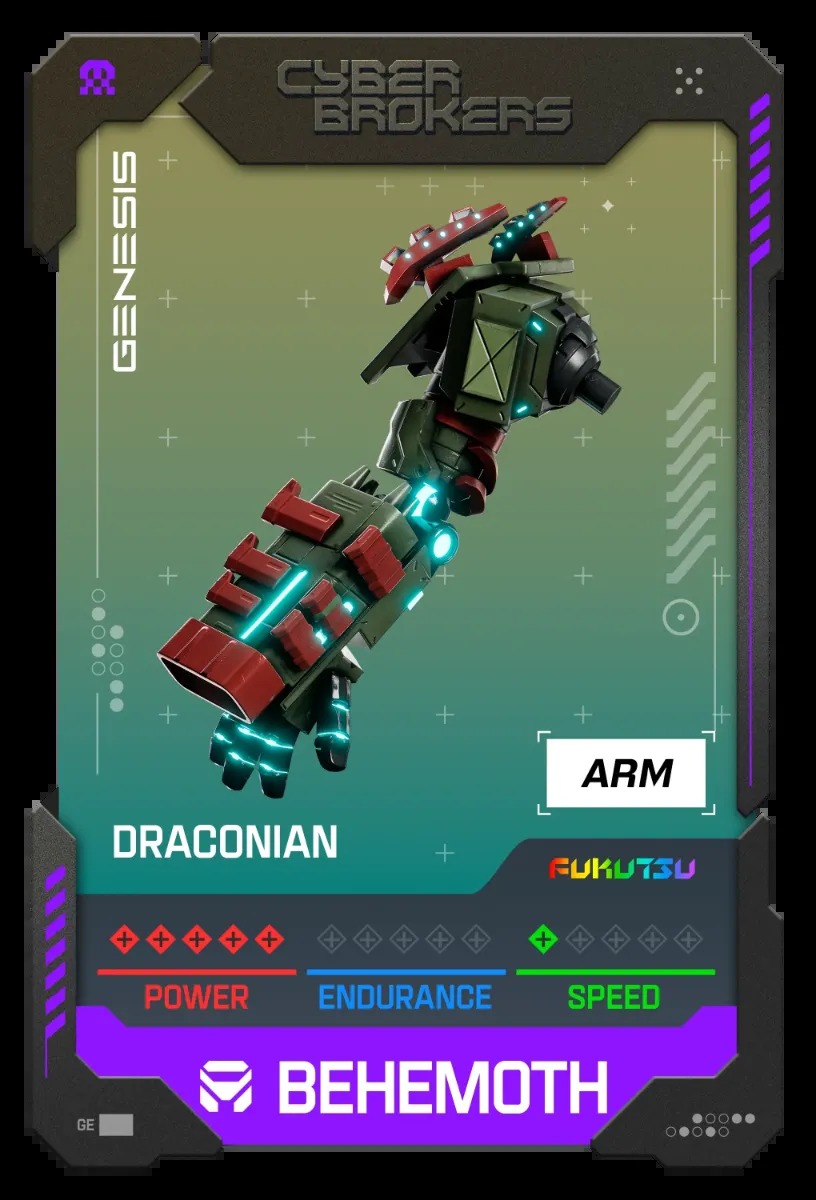 CYBER
BROKERS
GENESIS
ARM
DRACONIAN
FUKUTSU
POWER
ENDURANCE
SPEED
BEHEMOTH
GE